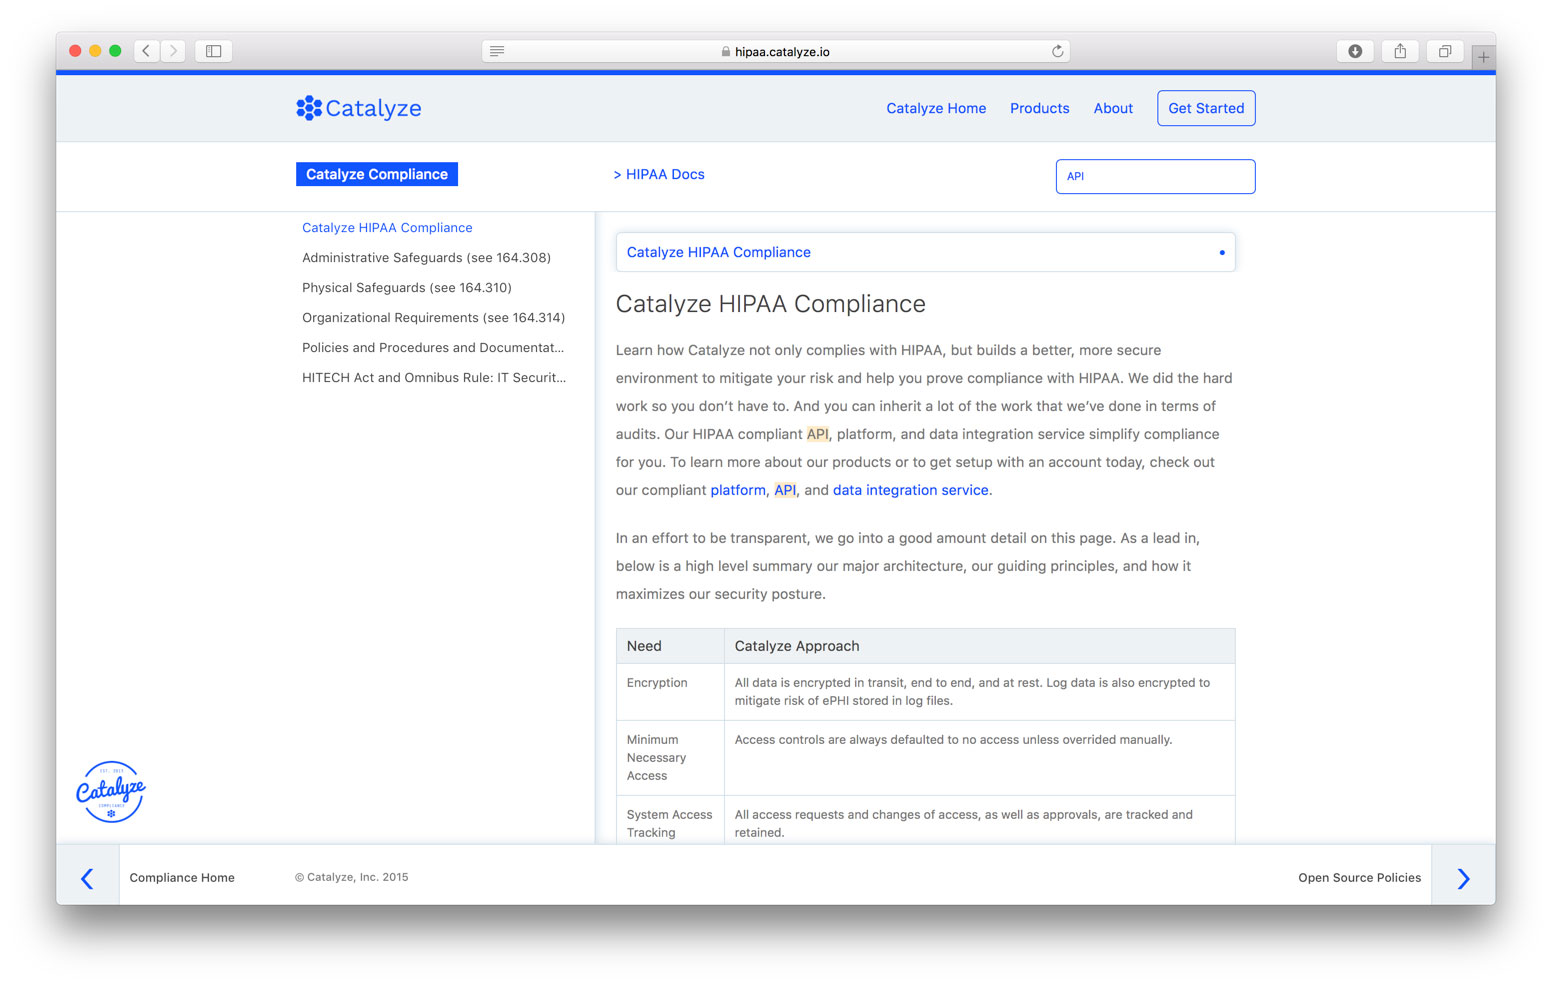 hipaa.catalyze.io
Catalyze
Catalyze Home
Products
About
Get Started
Catalyze Compliance
> HIPAA Docs
API
Catalyze HIPAA Compliance
Administrative Safeguards (see 164.308)
Physical Safeguards (see 164.310)
Organizational Requirements (see 164.314)
Policies and Procedures and Documentat...
HITECH Act and Omnibus Rule: IT Securit...
Catalyze HIPAA Compliance
Catalyze HIPAA Compliance
Learn how Catalyze not only complies with HIPAA, but builds a better, more secure
environment to mitigate your risk and help you prove compliance with HIPAA. We did the hard
work so you don’t have to. And you can inherit a lot of the work that we’ve done in terms of
audits. Our HIPAA compliant API, platform, and data integration service simplify compliance
for you. To learn more about our products or to get setup with an account today, check out
our compliant platform, API, and data integration service.
In an effort to be transparent, we go into a good amount detail on this page. As a lead in,
below is a high level summary our major architecture, our guiding principles, and how it
maximizes our security posture.
Need
Catalyze Approach
Encryption
All data is encrypted in transit, end to end, and at rest. Log data is also encrypted to
mitigate risk of ePHI stored in log files.
Minimum
Necessary
Access
Access controls are always defaulted to no access unless overrided manually.
System Access
Tracking
All access requests and changes of access, as well as approvals, are tracked and
retained.
EST. 2013
Catalyze
COMPLIANCE
Compliance Home
© Catalyze, Inc. 2015
Open Source Policies